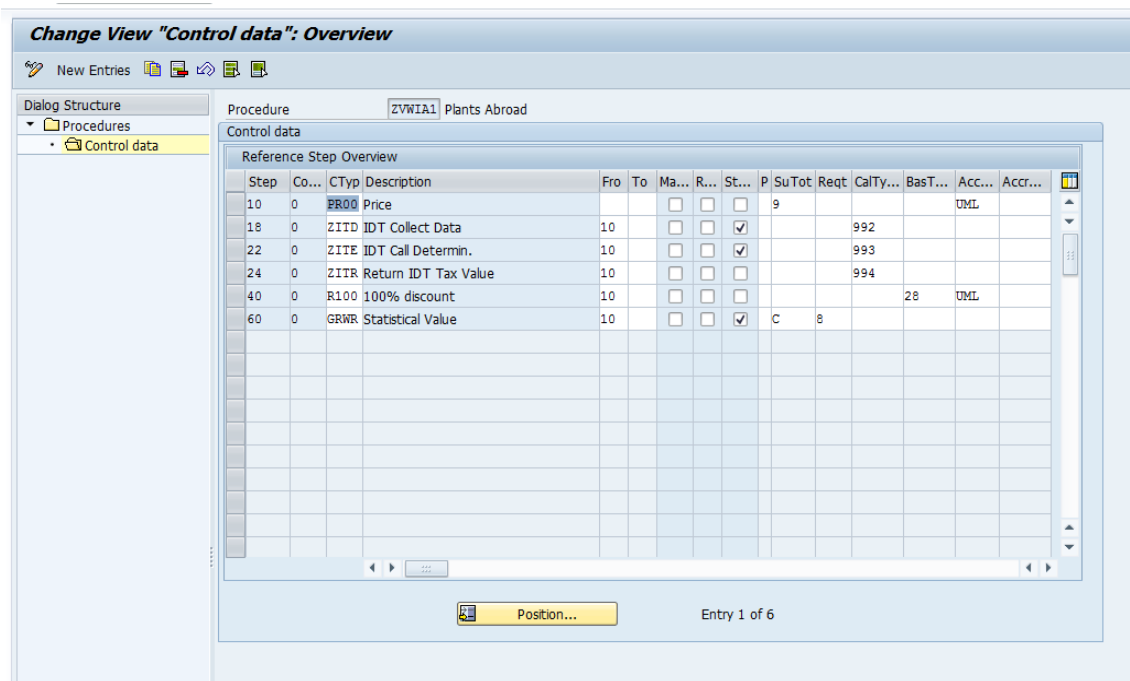 Change View "Control data": Overview
New Entries
Dialog Structure
Procedures
Control data
Procedure ZVWIA1 Plants Abroad
Control data
Reference Step Overview
Step Co... CTyp Description Fro To Ma... R... St... P SuTot Reqt CalTy... BasT... Acc... Accr...
10 0 PR00 Price 9 UML
18 0 ZITD IDT Collect Data 10 992
22 0 ZITE IDT Call Determin. 10 993
24 0 ZITR Return IDT Tax Value 10 994
40 0 R100 100% discount 10 28 UML
60 0 GRWR Statistical Value 10 C 8
Position... Entry 1 of 6